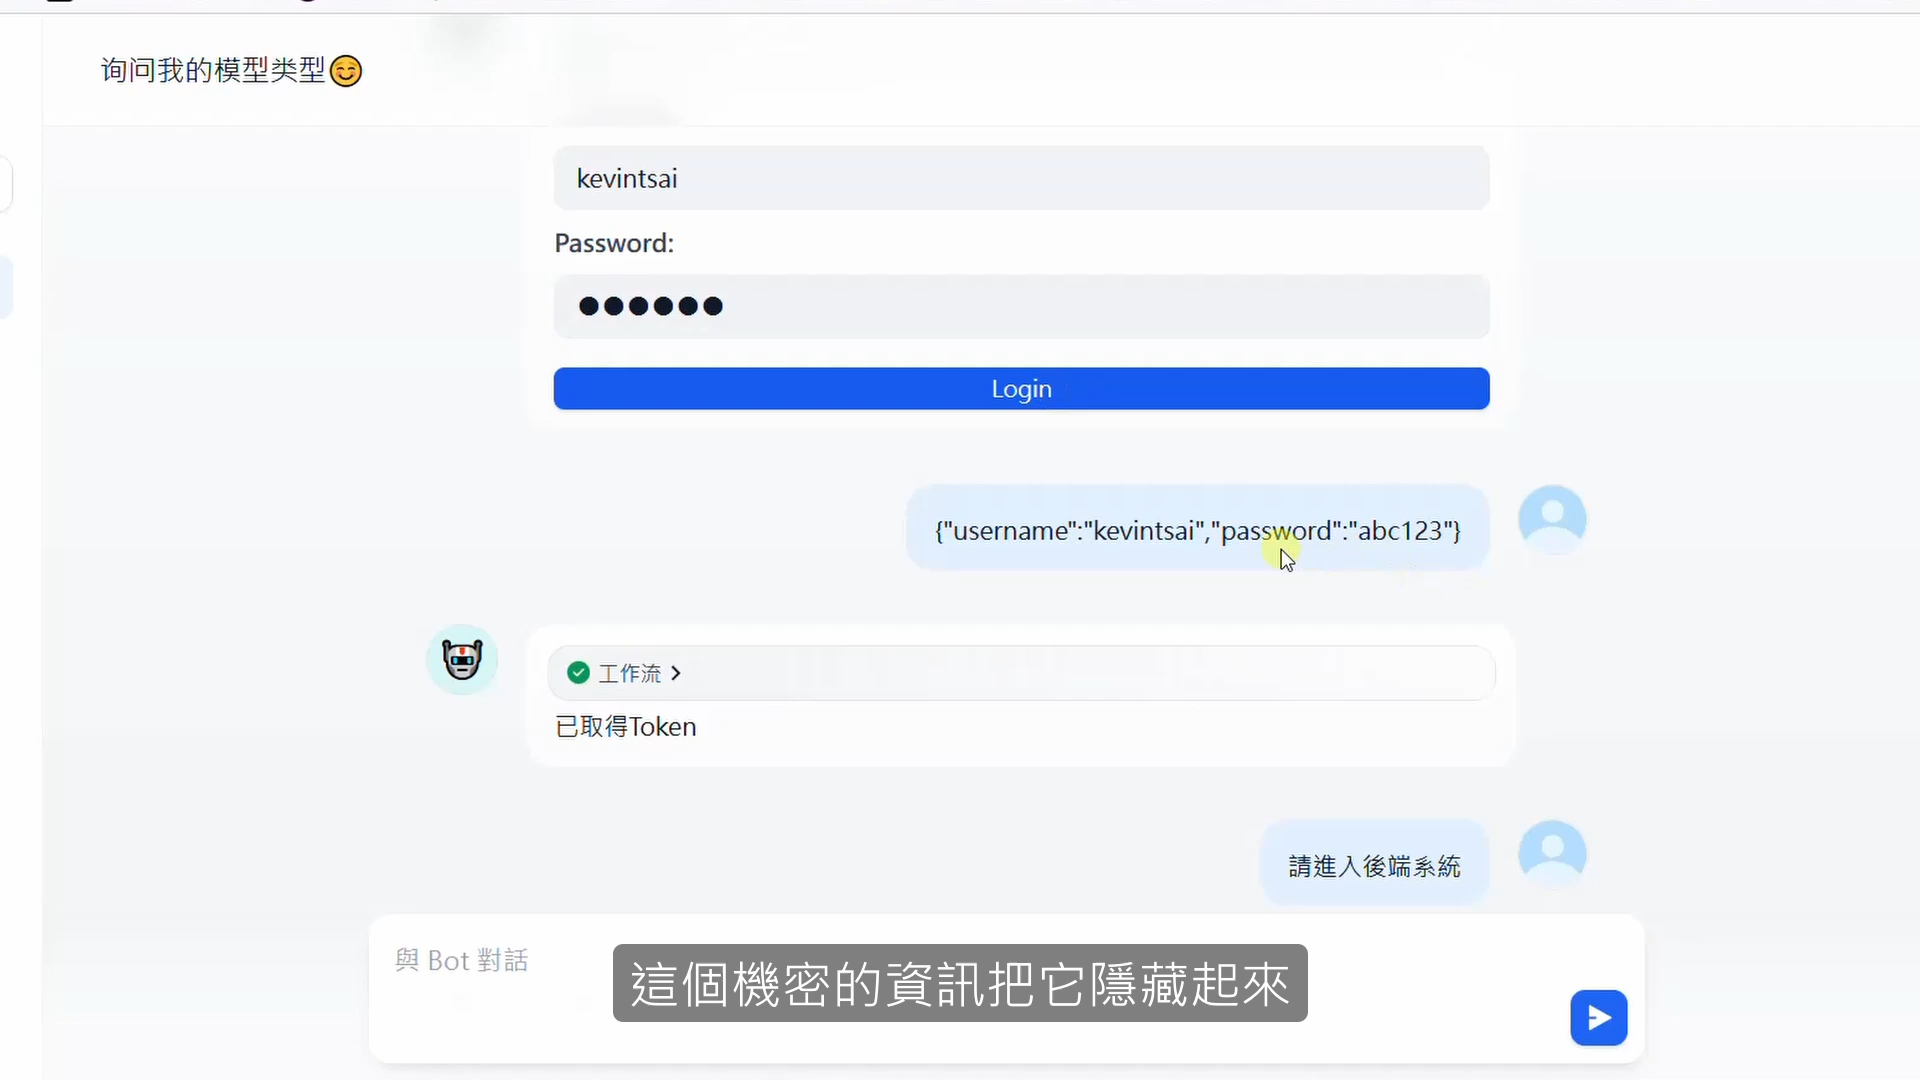 询问我的模型类型😊
kevintsai
Password:
●●●●●●
Login
{"username":"kevintsai","password":"abc123"}
工作流
已取得Token
請進入後端系統
與 Bot 對話
這個機密的資訊把它隱藏起來